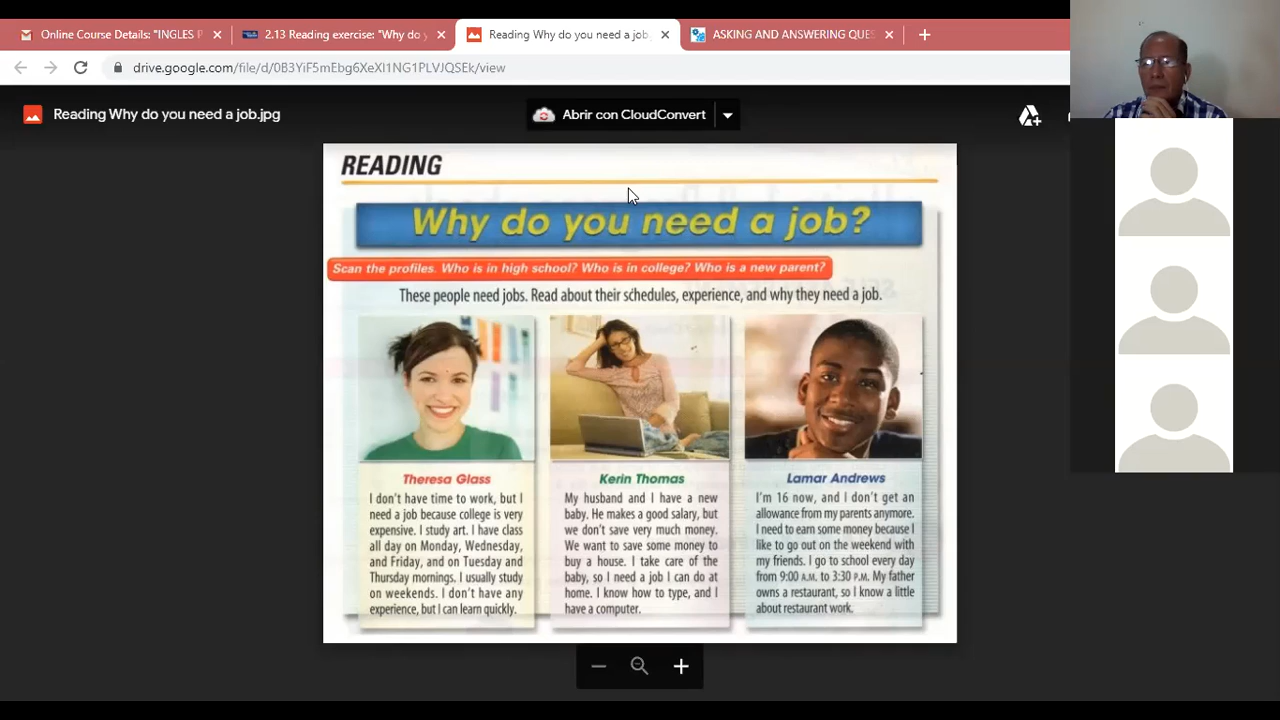 Online Course Details: "INGLES P
2.13 Reading exercise: "Why do y
Reading Why do you need a job.
ASKING AND ANSWERING QUES
drive.google.com/file/d/0B3YiF5mEbg6XeXI1NG1PLVJQSEk/view
Reading Why do you need a job.jpg
Abrir con CloudConvert
READING
Why do you need a job?
Scan the profiles. Who is in high school? Who is in college? Who is a new parent?
These people need jobs. Read about their schedules, experience, and why they need a job.
Theresa Glass
I don't have time to work, but I
need a job because college is very
expensive. I study art. I have class
all day on Monday, Wednesday,
and Friday, and on Tuesday and
Thursday mornings. I usually study
on weekends. I don't have any
experience, but I can learn quickly.
Kerin Thomas
My husband and I have a new
baby. He makes a good salary, but
we don't save very much money.
We want to save some money to
buy a house. I take care of the
baby, so I need a job I can do at
home. I know how to type, and I
have a computer.
Lamar Andrews
I'm 16 now, and I don't get an
allowance from my parents anymore.
I need to earn some money because I
like to go out on the weekend with
my friends. I go to school every day
from 9:00 A.M. to 3:30 P.M. My father
owns a restaurant, so I know a little
about restaurant work.